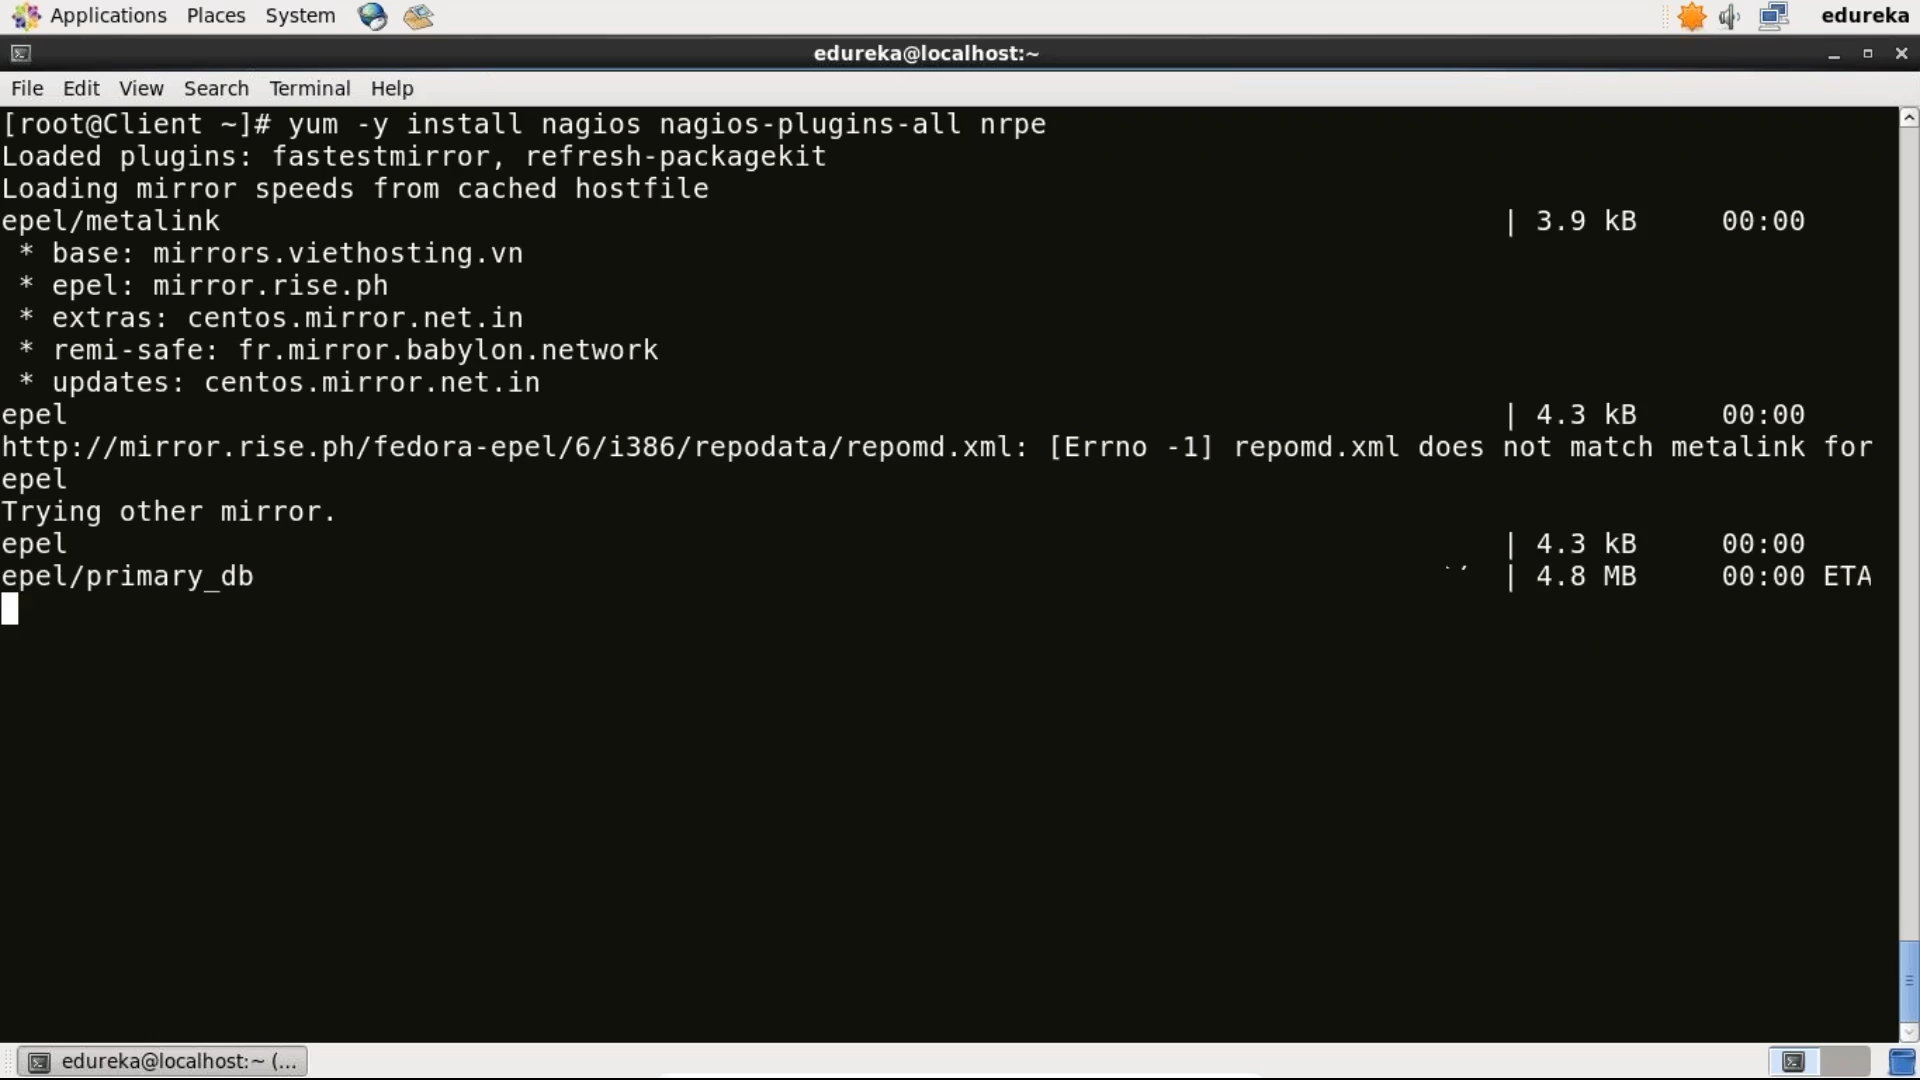 Applications Places System edureka
edureka@localhost:~
File Edit View Search Terminal Help
[root@Client ~]# yum -y install nagios nagios-plugins-all nrpe
Loaded plugins: fastestmirror, refresh-packagekit
Loading mirror speeds from cached hostfile
epel/metalink | 3.9 kB 00:00
* base: mirrors.viethosting.vn
* epel: mirror.rise.ph
* extras: centos.mirror.net.in
* remi-safe: fr.mirror.babylon.network
* updates: centos.mirror.net.in
epel | 4.3 kB 00:00
http://mirror.rise.ph/fedora-epel/6/i386/repodata/repomd.xml: [Errno -1] repomd.xml does not match metalink for
epel
Trying other mirror.
epel | 4.3 kB 00:00
epel/primary_db | 4.8 MB 00:00 ETA
edureka@localhost:~ (...